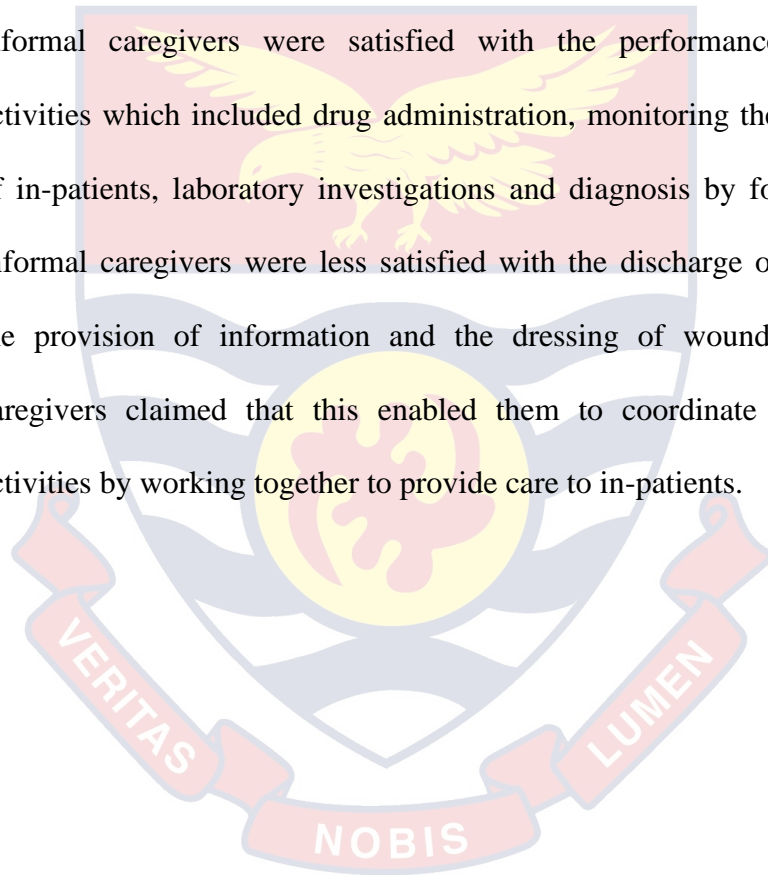 nformal caregivers were satisfied with the performance
ctivities which included drug administration, monitoring the
f in-patients, laboratory investigations and diagnosis by fo
nformal caregivers were less satisfied with the discharge o
e provision of information and the dressing of wound
aregivers claimed that this enabled them to coordinate
ctivities by working together to provide care to in-patients.
VERITAS
NOBIS
LUMEN